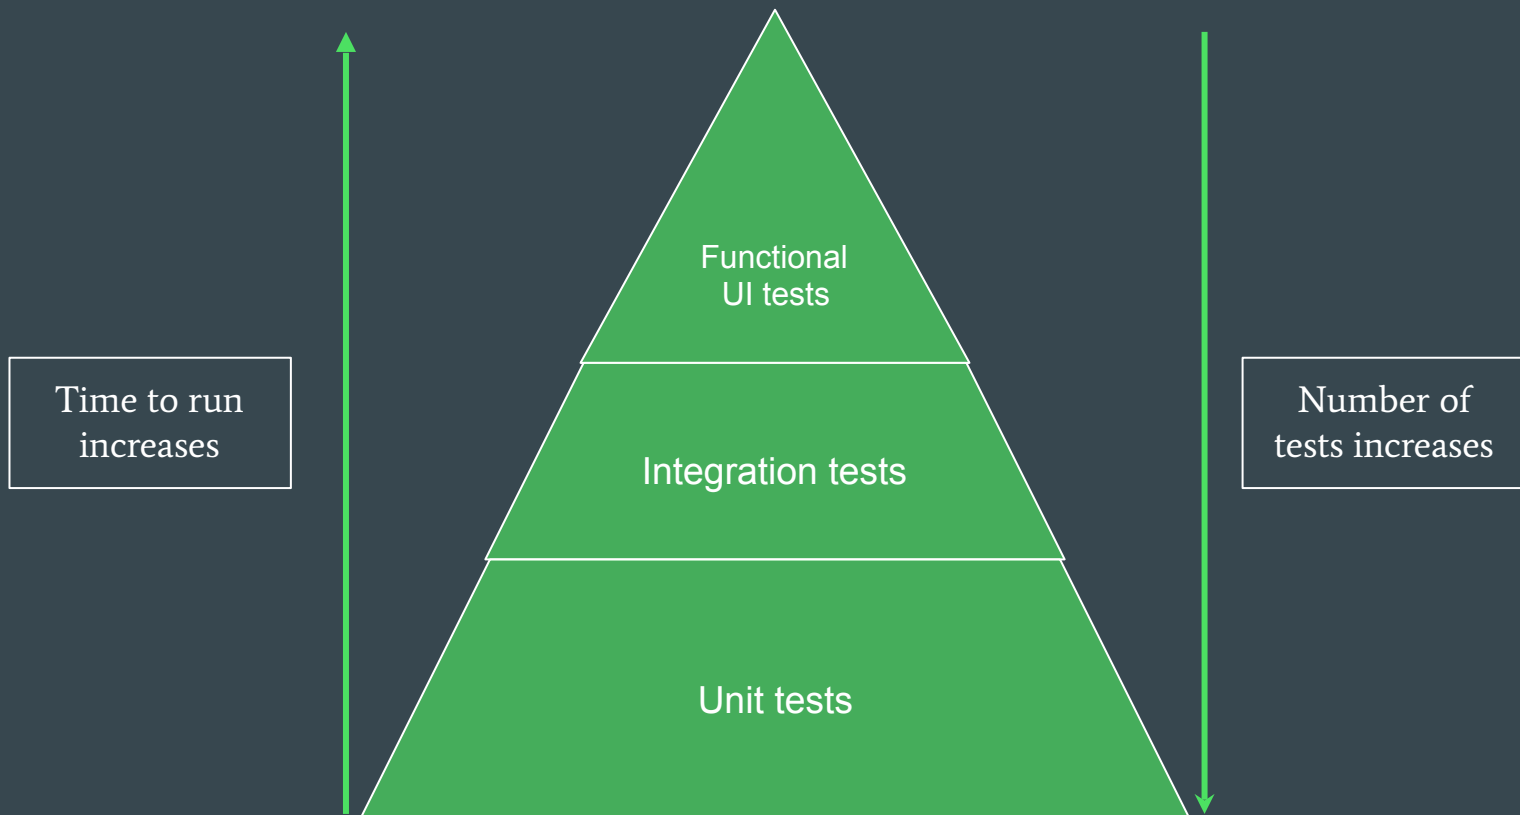 Functional
UI tests
Time to run
increases
Number of
tests increases
Integration tests
Unit tests